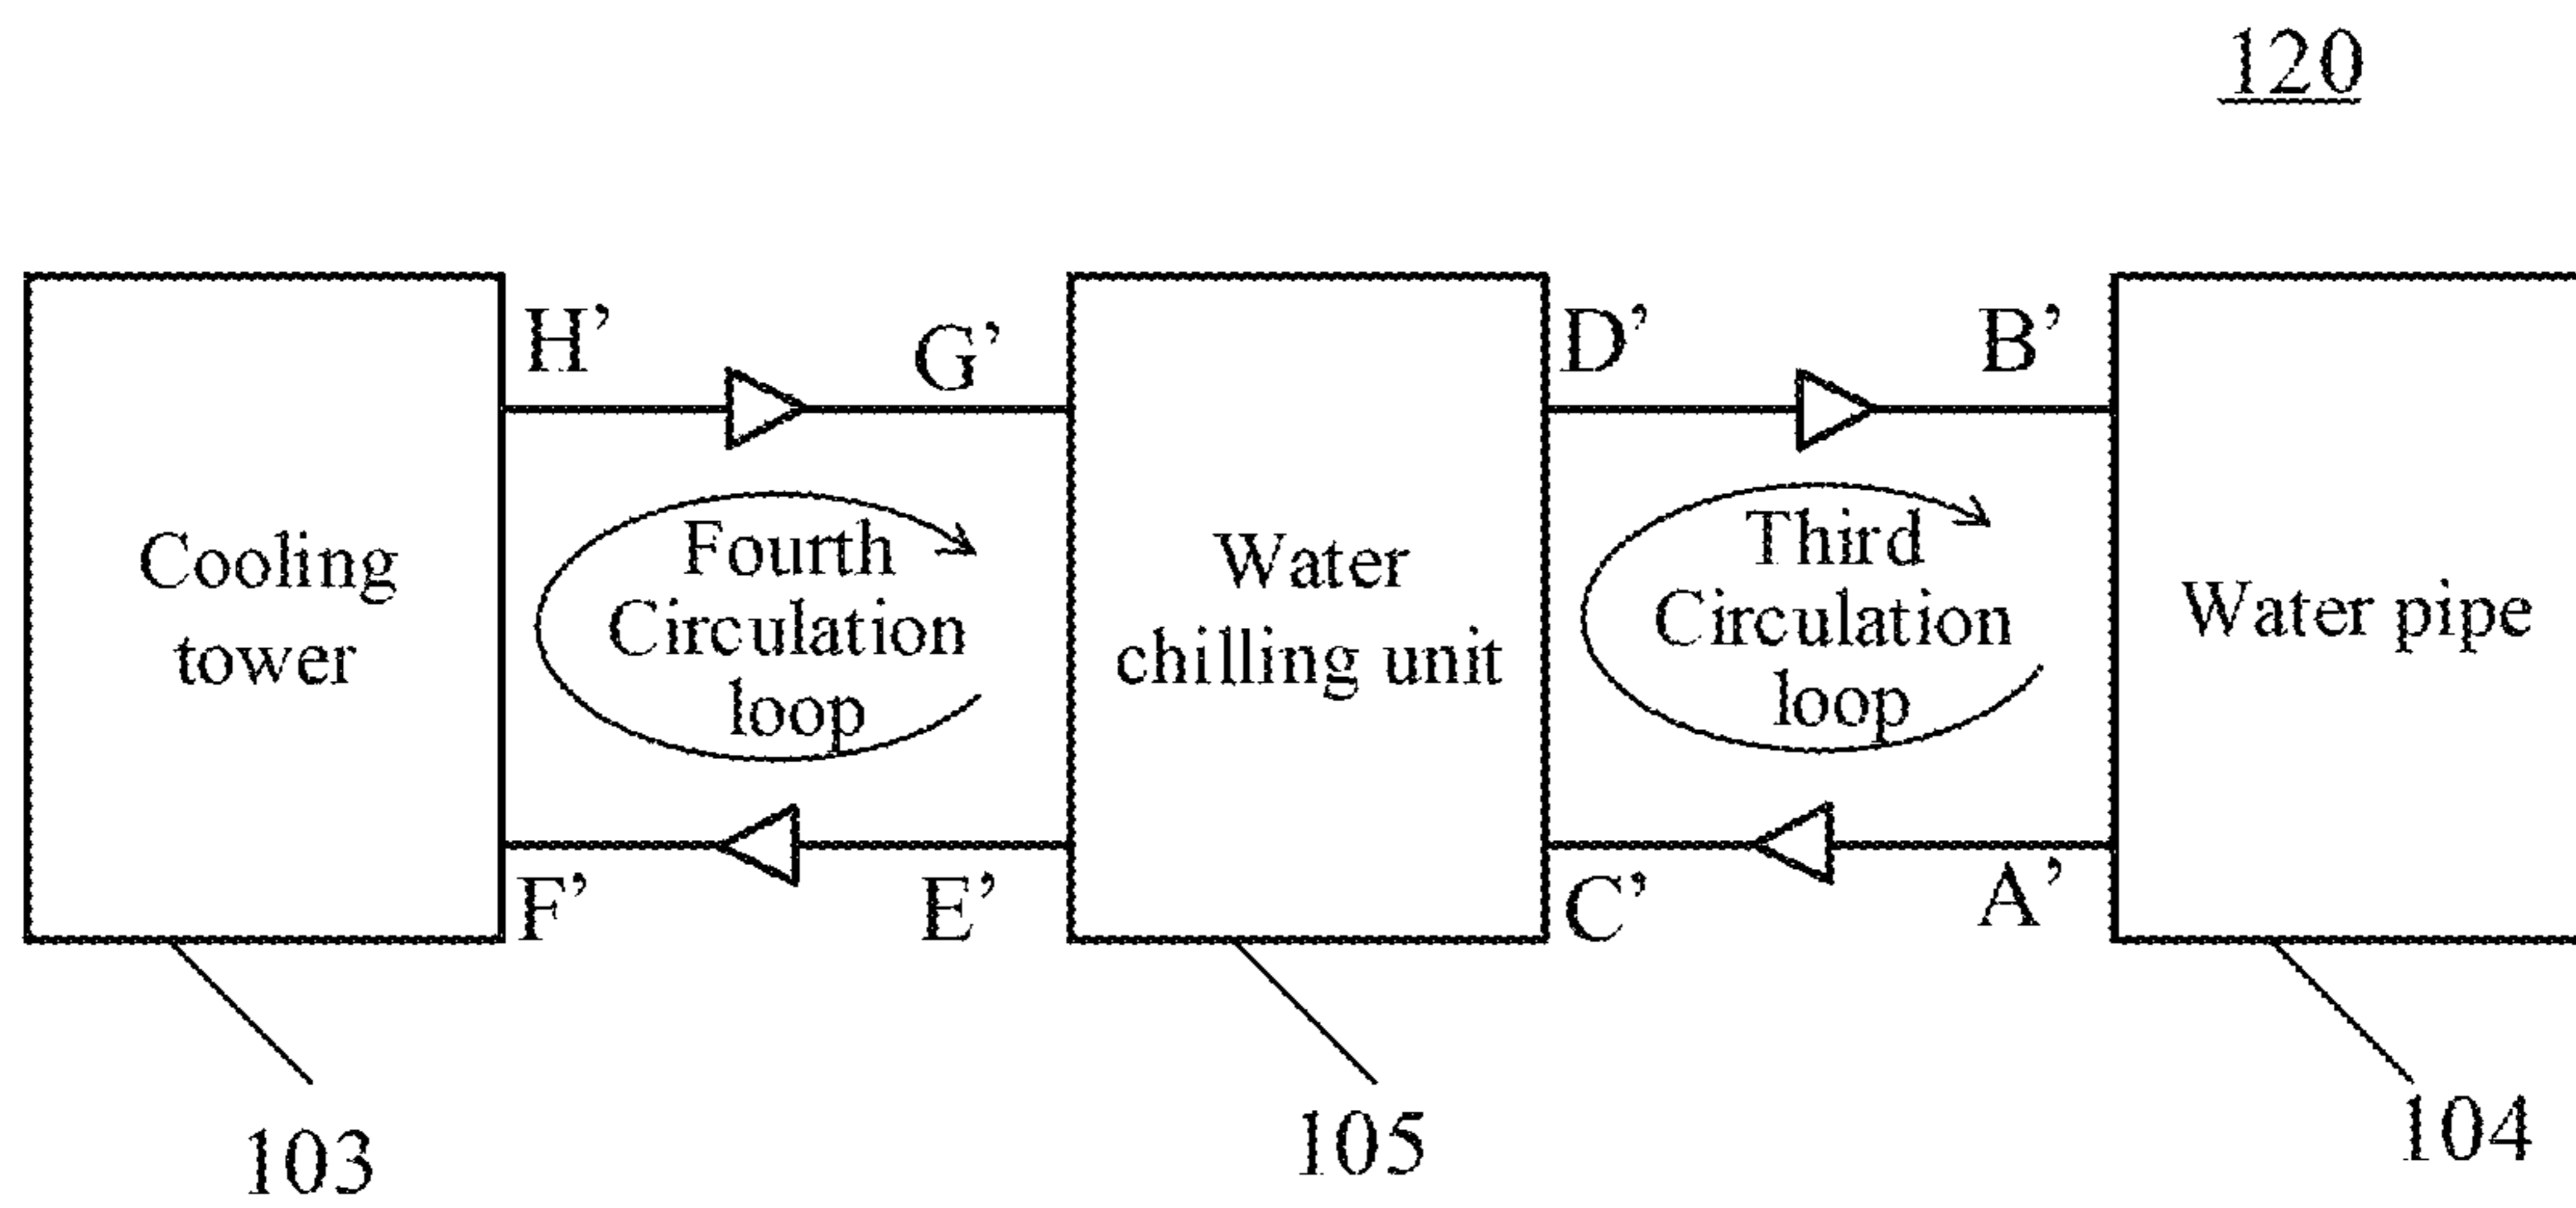 120
H’
G’
D’
B’
Cooling
tower
Fourth
Circulation
loop
Water
chilling unit
Third
Circulation
loop
Water pipe
F’
E’
C’
A’
103
105
104